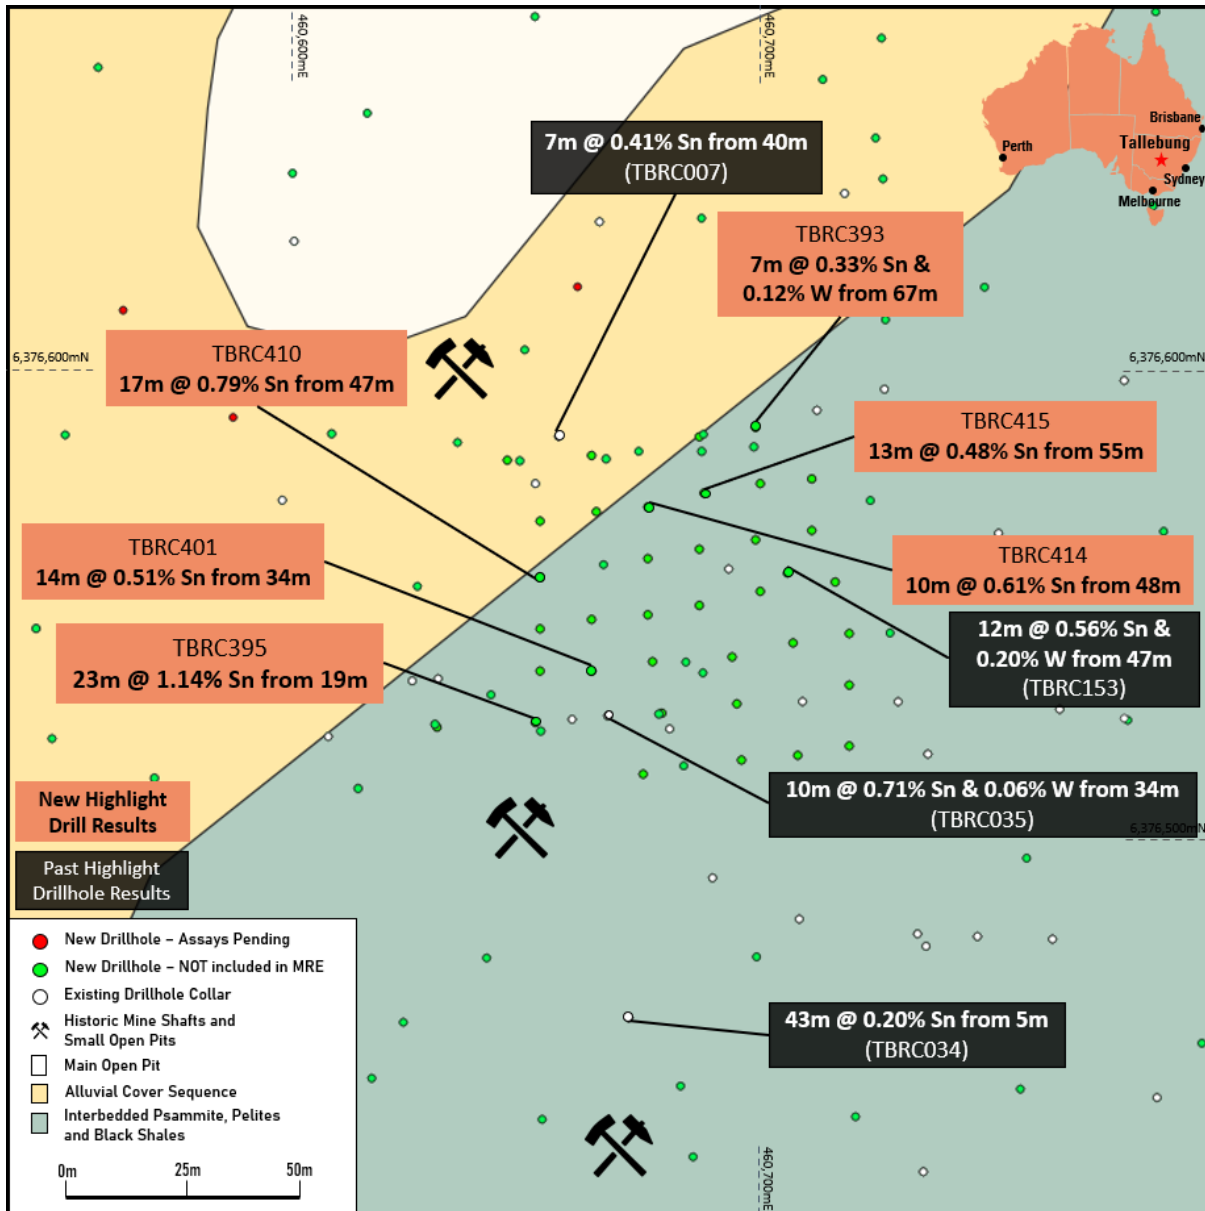 460,600mE
460,700mE
Brisbane
Perth
Tallebung
Sydney
Melbourne
7m @ 0.41% Sn from 40m
(TBRC007)
TBRC393
7m @ 0.33% Sn &
0.12% W from 67m
6,376,600mN
6,376,600mN
TBRC410
17m @ 0.79% Sn from 47m
TBRC415
13m @ 0.48% Sn from 55m
TBRC401
14m @ 0.51% Sn from 34m
TBRC414
10m @ 0.61% Sn from 48m
TBRC395
23m @ 1.14% Sn from 19m
12m @ 0.56% Sn &
0.20% W from 47m
(TBRC153)
10m @ 0.71% Sn & 0.06% W from 34m
(TBRC035)
6,376,500mN
New Highlight
Drill Results
Past Highlight
Drillhole Results
New Drillhole – Assays Pending
New Drillhole – NOT included in MRE
Existing Drillhole Collar
Historic Mine Shafts and
Small Open Pits
Main Open Pit
Alluvial Cover Sequence
Interbedded Psammite, Pelites
and Black Shales
0m
25m
50m
43m @ 0.20% Sn from 5m
(TBRC034)
460,700mE